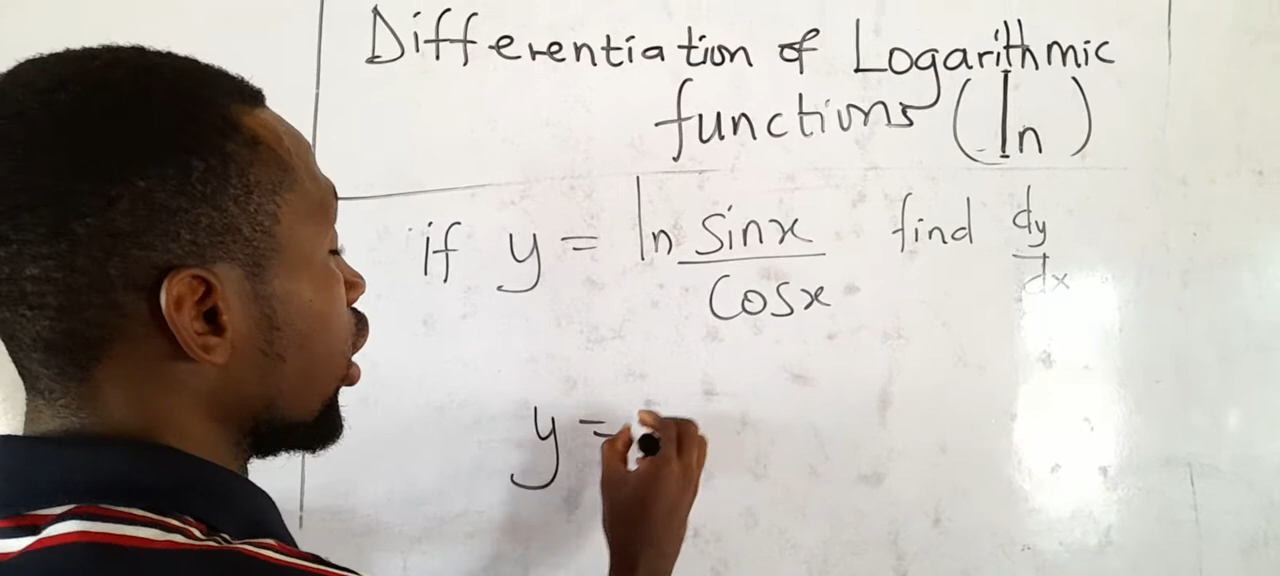 Differentiation of Logarithmic
functions (ln)
if y = ln sinx/cosx find dy/dx
y =